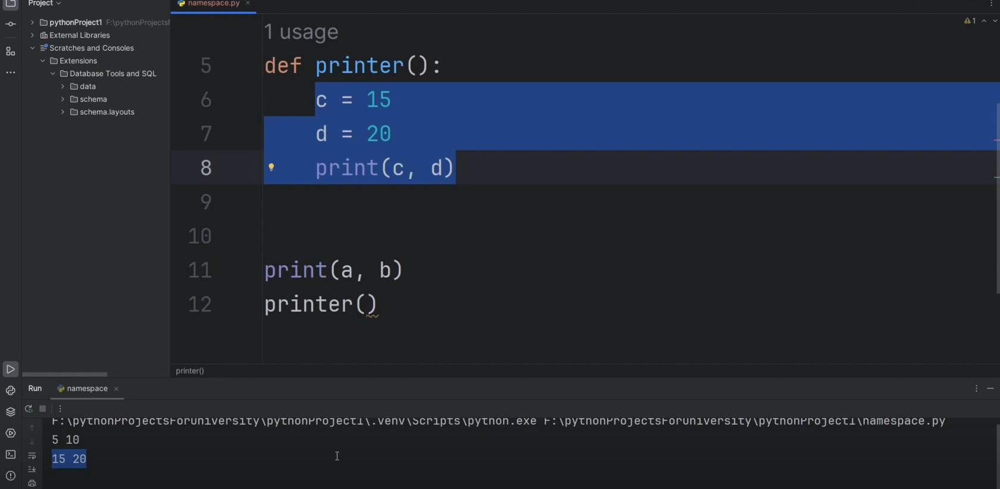 Project
namespace.py
pythonProject1 F:\pythonProjectsF
External Libraries
Scratches and Consoles
Extensions
Database Tools and SQL
data
schema
schema.layouts
1
1 usage
5 def printer():
6 c = 15
7 d = 20
8 print(c, d)
9
10
11 print(a, b)
12 printer()
printer()
Run namespace
F:\pythonProjectsForUniversity\pythonProject1\.venv\Scripts\python.exe F:\pythonProjectsForUniversity\pythonProject1\namespace.py
5 10
15 20